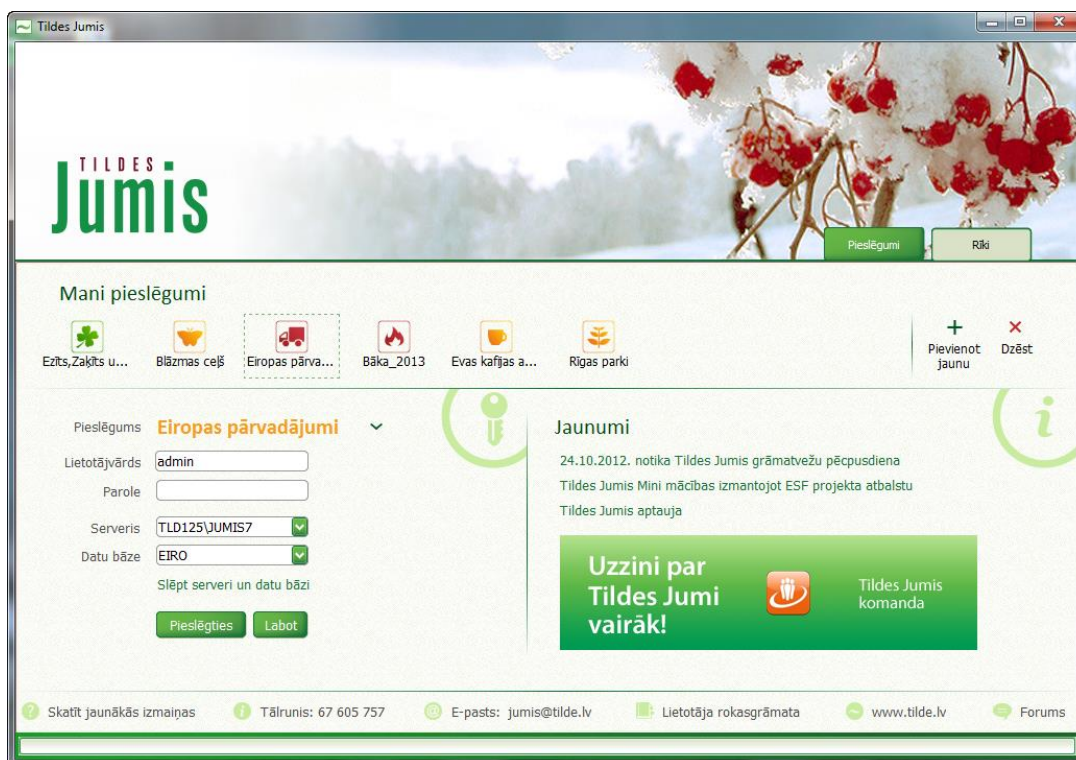 Tildes Jumis
TILDES
Jumis
Pieslēgumi
Rīki
Mani pieslēgumi
Ezīts,Zaķīts u...
Blāzmas ceļš
Eiropas pārva...
Bāka_2013
Evas kafijas a...
Rīgas parki
Pievienot
jaunu
Dzēst
Pieslēgums
Eiropas pārvadājumi
Lietotājvārds
admin
Parole
Serveris
TLD125\JUMIS7
Datu bāze
EIRO
Slēpt serveri un datu bāzi
Pieslēgties
Labot
Jaunumi
24.10.2012. notika Tildes Jumis grāmatvežu pēcpusdiena
Tildes Jumis Mini mācības izmantojot ESF projekta atbalstu
Tildes Jumis aptauja
Uzzini par
Tildes Jumi
vairāk!
Tildes Jumis
komanda
Skatīt jaunākās izmaiņas
Tālrunis: 67 605 757
E-pasts: jumis@tilde.lv
Lietotāja rokasgrāmata
www.tilde.lv
Forums